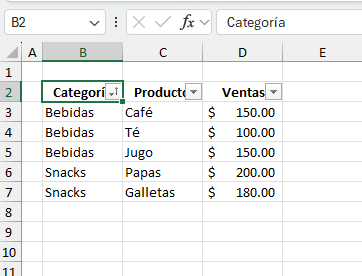 B2 fx Categoría
A B C D E
1
2 Categorí Producto Ventas
3 Bebidas Café $ 150.00
4 Bebidas Té $ 100.00
5 Bebidas Jugo $ 150.00
6 Snacks Papas $ 200.00
7 Snacks Galletas $ 180.00
8
9
10
11